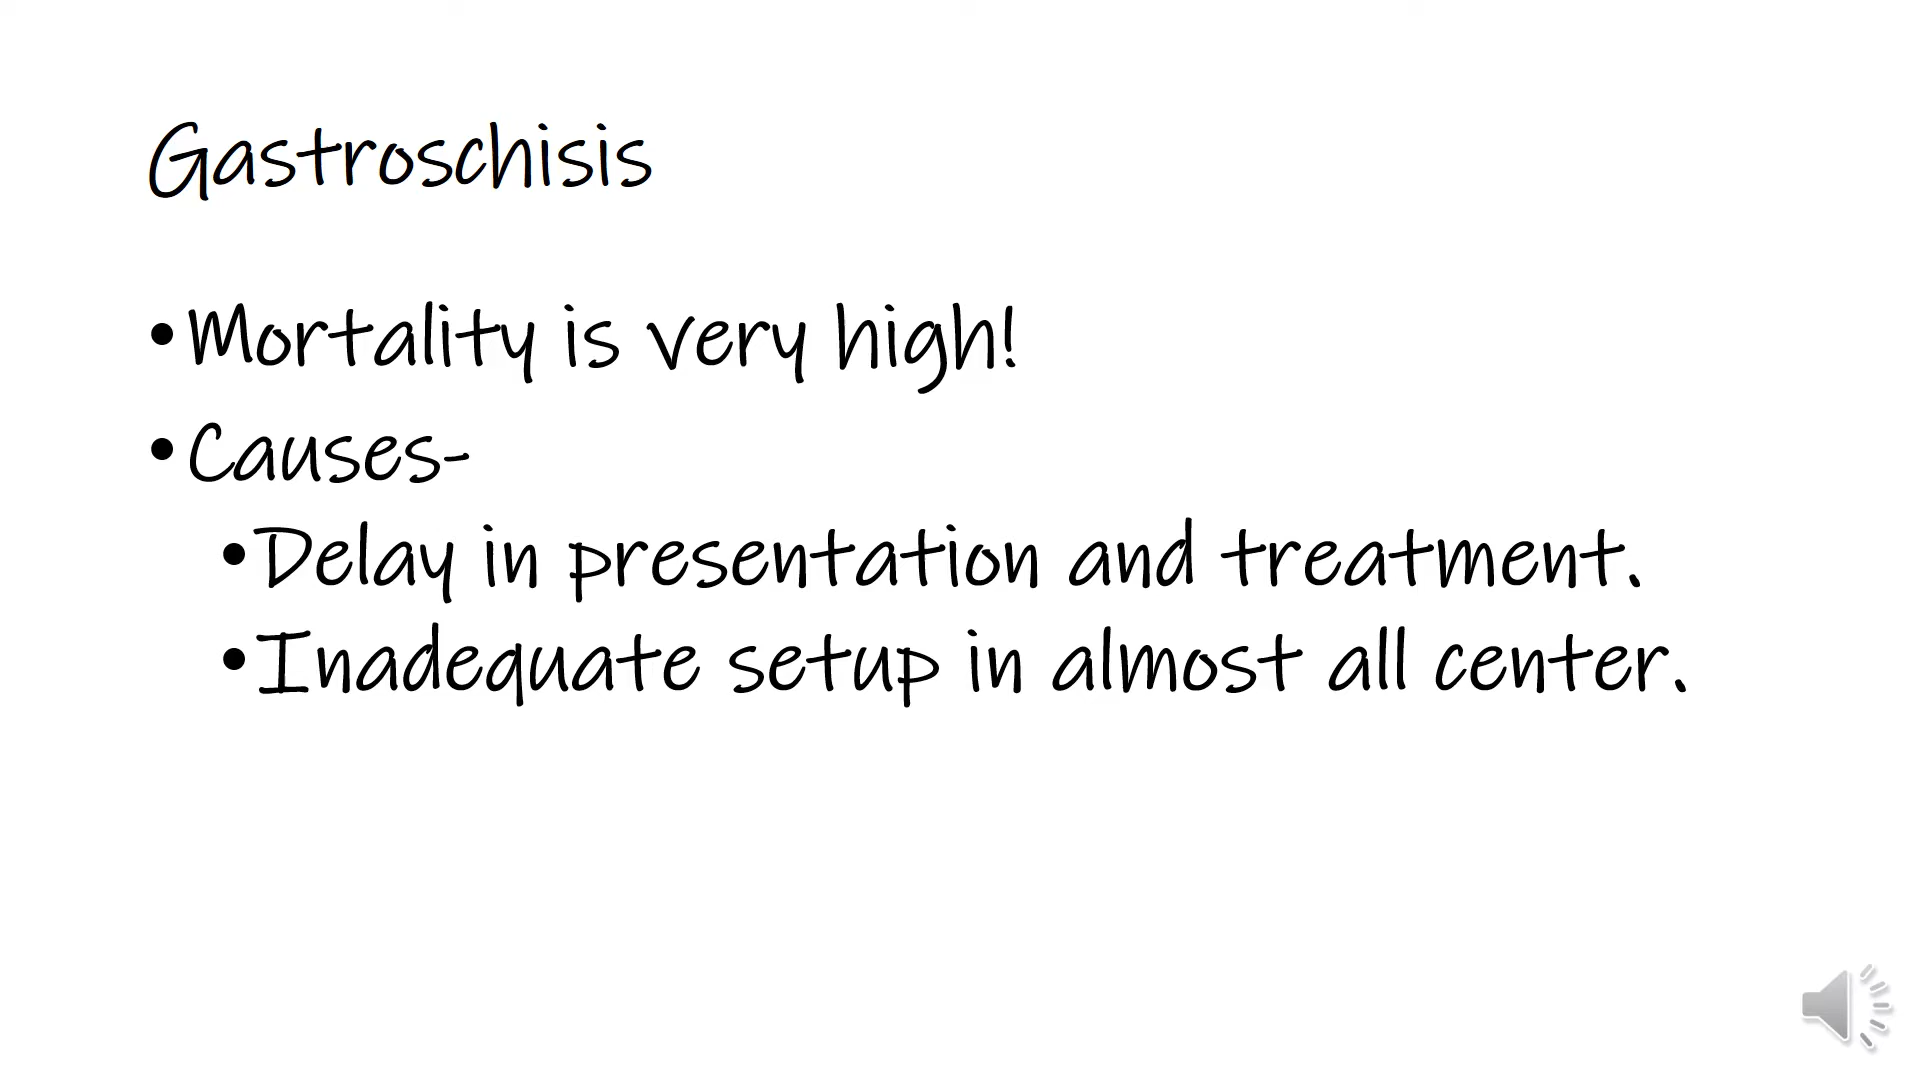 Gastroschisis
•Mortality is very high!
•Causes-
•Delay in presentation and treatment.
•Inadequate setup in almost all center.